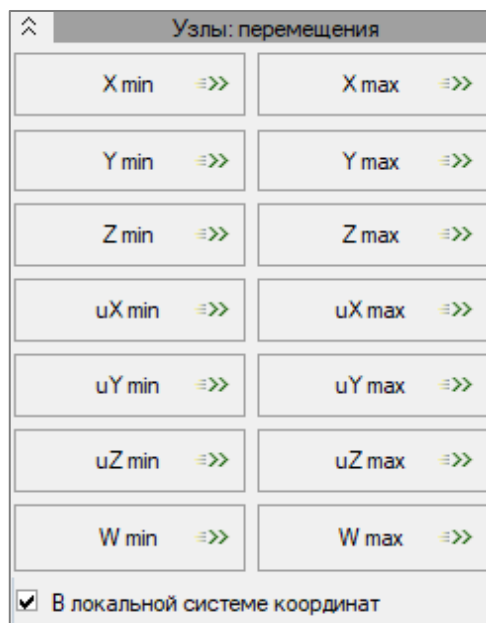 Узлы: перемещения
X min X max
Y min Y max
Z min Z max
uX min uX max
uY min uY max
uZ min uZ max
W min W max
В локальной системе координат